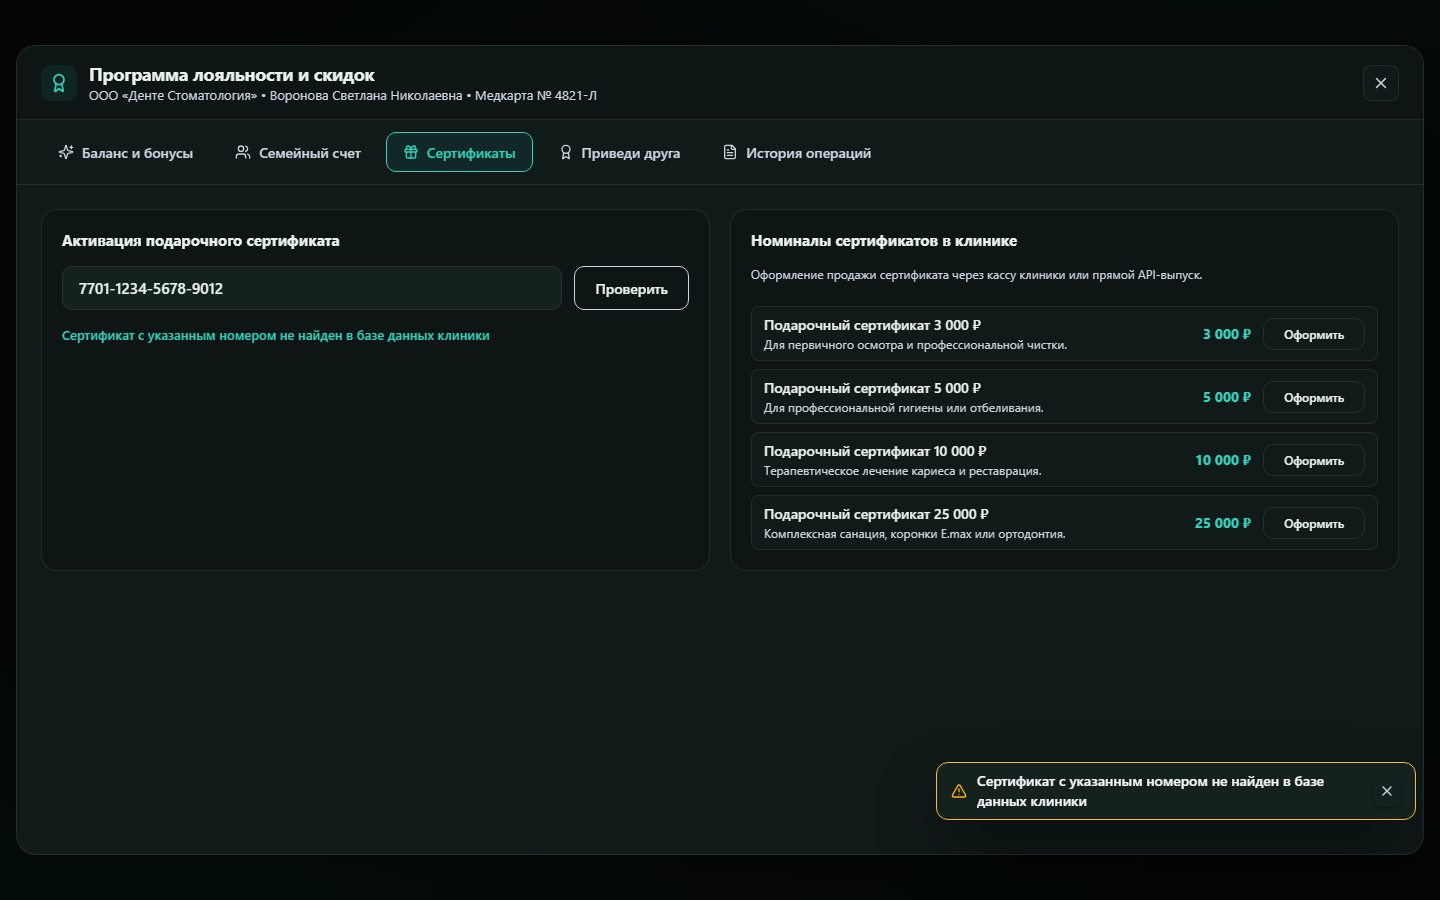 Программа лояльности и скидок
ООО «Денте Стоматология» • Воронова Светлана Николаевна • Медкарта № 4821-Л
Баланс и бонусы
Семейный счет
Сертификаты
Приведи друга
История операций
Активация подарочного сертификата
7701-1234-5678-9012
Проверить
Сертификат с указанным номером не найден в базе данных клиники
Номиналы сертификатов в клинике
Оформление продажи сертификата через кассу клиники или прямой API-выпуск.
Подарочный сертификат 3 000 ₽
Для первичного осмотра и профессиональной чистки.
3 000 ₽
Оформить
Подарочный сертификат 5 000 ₽
Для профессиональной гигиены или отбеливания.
5 000 ₽
Оформить
Подарочный сертификат 10 000 ₽
Терапевтическое лечение кариеса и реставрация.
10 000 ₽
Оформить
Подарочный сертификат 25 000 ₽
Комплексная санация, коронки E.max или ортодонтия.
25 000 ₽
Оформить
Сертификат с указанным номером не найден в базе
данных клиники